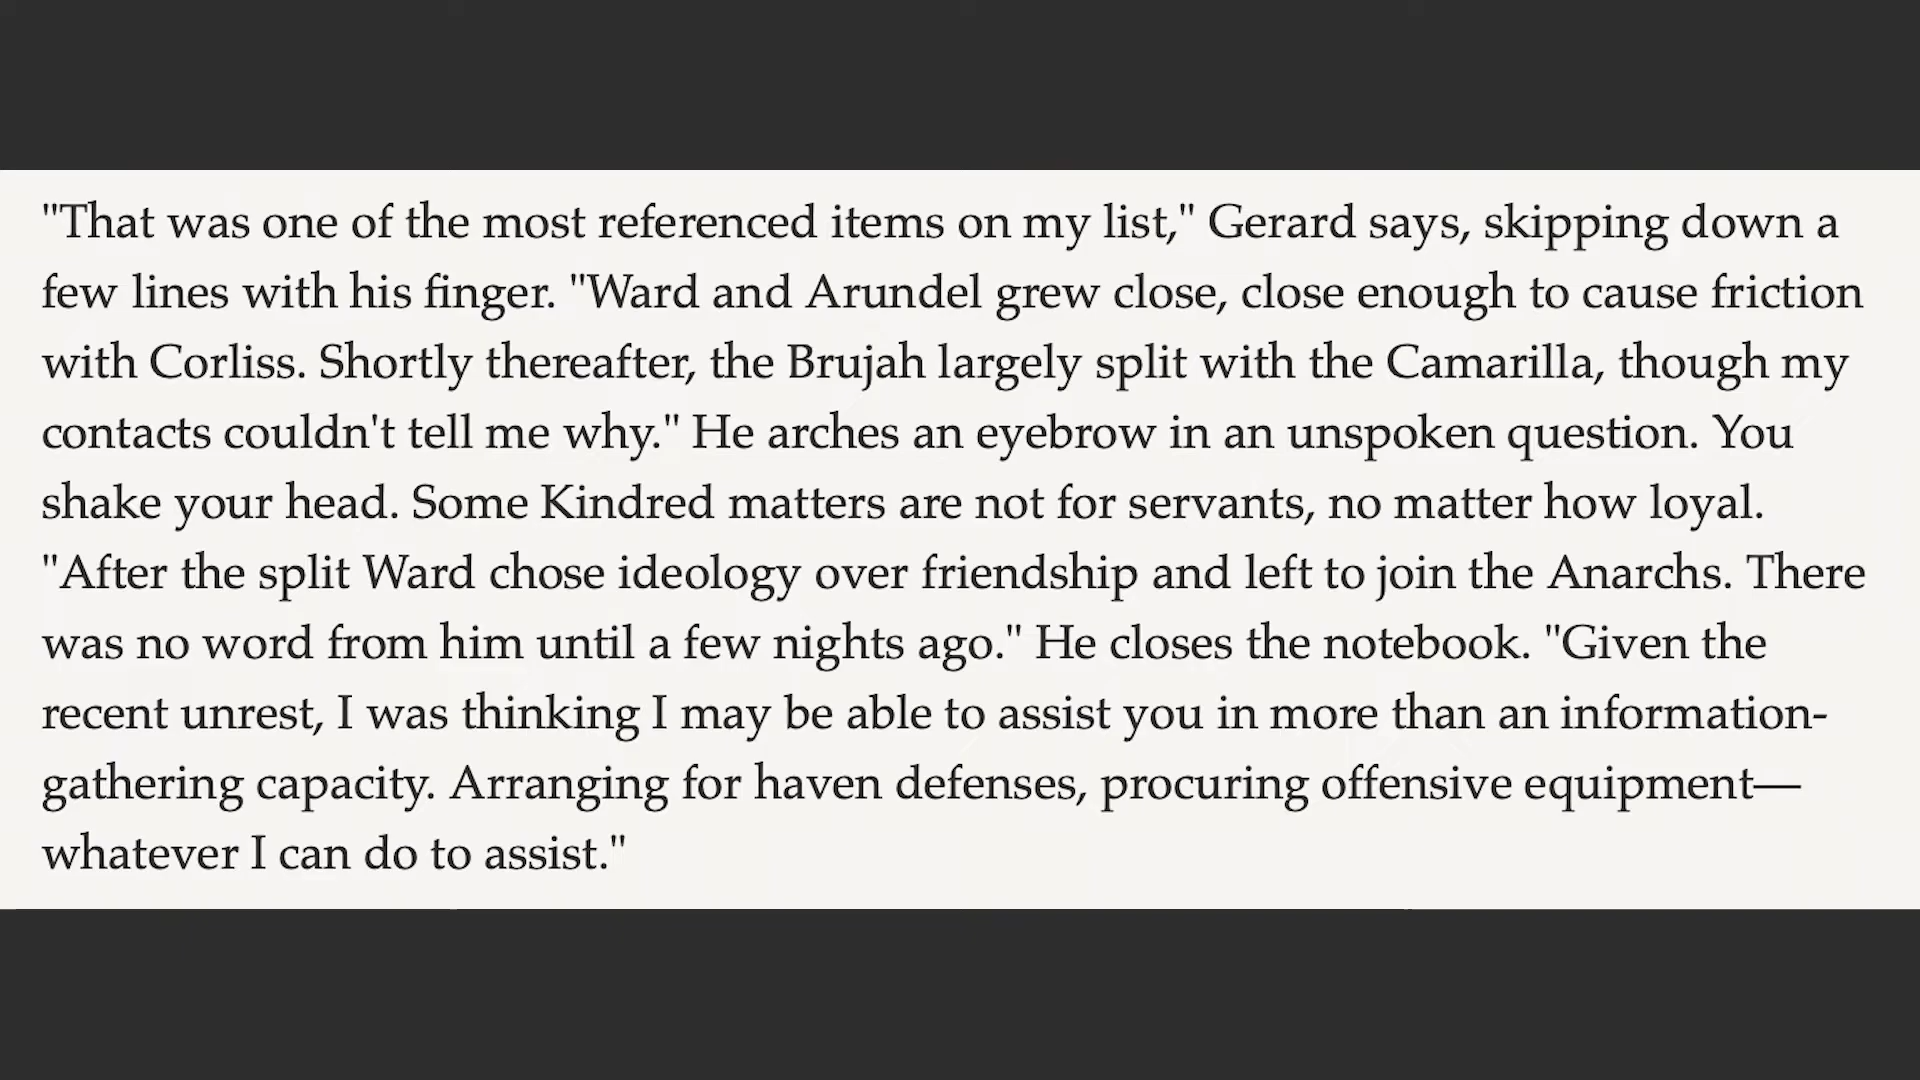 "That was one of the most referenced items on my list," Gerard says, skipping down a
few lines with his finger. "Ward and Arundel grew close, close enough to cause friction
with Corliss. Shortly thereafter, the Brujah largely split with the Camarilla, though my
contacts couldn't tell me why." He arches an eyebrow in an unspoken question. You
shake your head. Some Kindred matters are not for servants, no matter how loyal.
"After the split Ward chose ideology over friendship and left to join the Anarchs. There
was no word from him until a few nights ago." He closes the notebook. "Given the
recent unrest, I was thinking I may be able to assist you in more than an information-
gathering capacity. Arranging for haven defenses, procuring offensive equipment—
whatever I can do to assist."